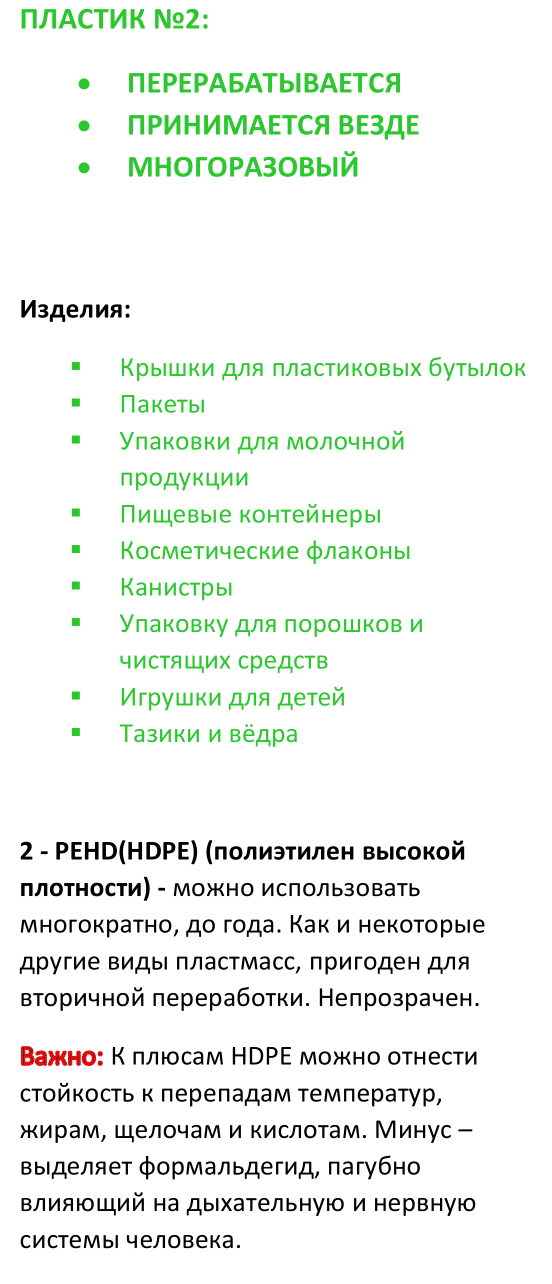 ПЛАСТИК №2:
• ПЕРЕРАБАТЫВАЕТСЯ
• ПРИНИМАЕТСЯ ВЕЗДЕ
• МНОГОРАЗОВЫЙ
Изделия:
▪ Крышки для пластиковых бутылок
▪ Пакеты
▪ Упаковки для молочной
продукции
▪ Пищевые контейнеры
▪ Косметические флаконы
▪ Канистры
▪ Упаковку для порошков и
чистящих средств
▪ Игрушки для детей
▪ Тазики и вёдра
2 - PEHD(HDPE) (полиэтилен высокой
плотности) - можно использовать
многократно, до года. Как и некоторые
другие виды пластмасс, пригоден для
вторичной переработки. Непрозрачен.
Важно: К плюсам HDPE можно отнести
стойкость к перепадам температур,
жирам, щелочам и кислотам. Минус –
выделяет формальдегид, пагубно
влияющий на дыхательную и нервную
системы человека.